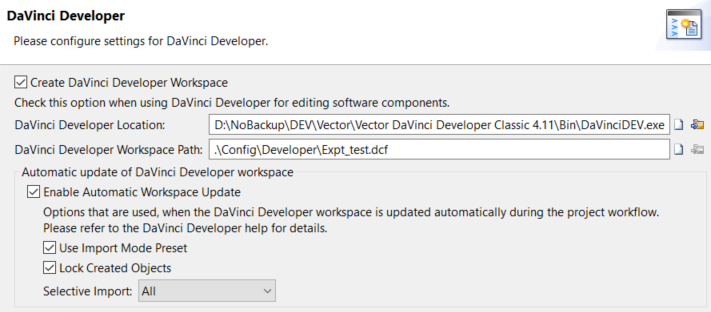 DaVinci Developer
Please configure settings for DaVinci Developer.
Create DaVinci Developer Workspace
Check this option when using DaVinci Developer for editing software components.
DaVinci Developer Location: D:\NoBackup\DEV\Vector\Vector DaVinci Developer Classic 4.11\Bin\DaVinciDEV.exe
DaVinci Developer Workspace Path: .\Config\Developer\Expt_test.dcf
Automatic update of DaVinci Developer workspace
Enable Automatic Workspace Update
Options that are used, when the DaVinci Developer workspace is updated automatically during the project workflow.
Please refer to the DaVinci Developer help for details.
Use Import Mode Preset
Lock Created Objects
Selective Import: All